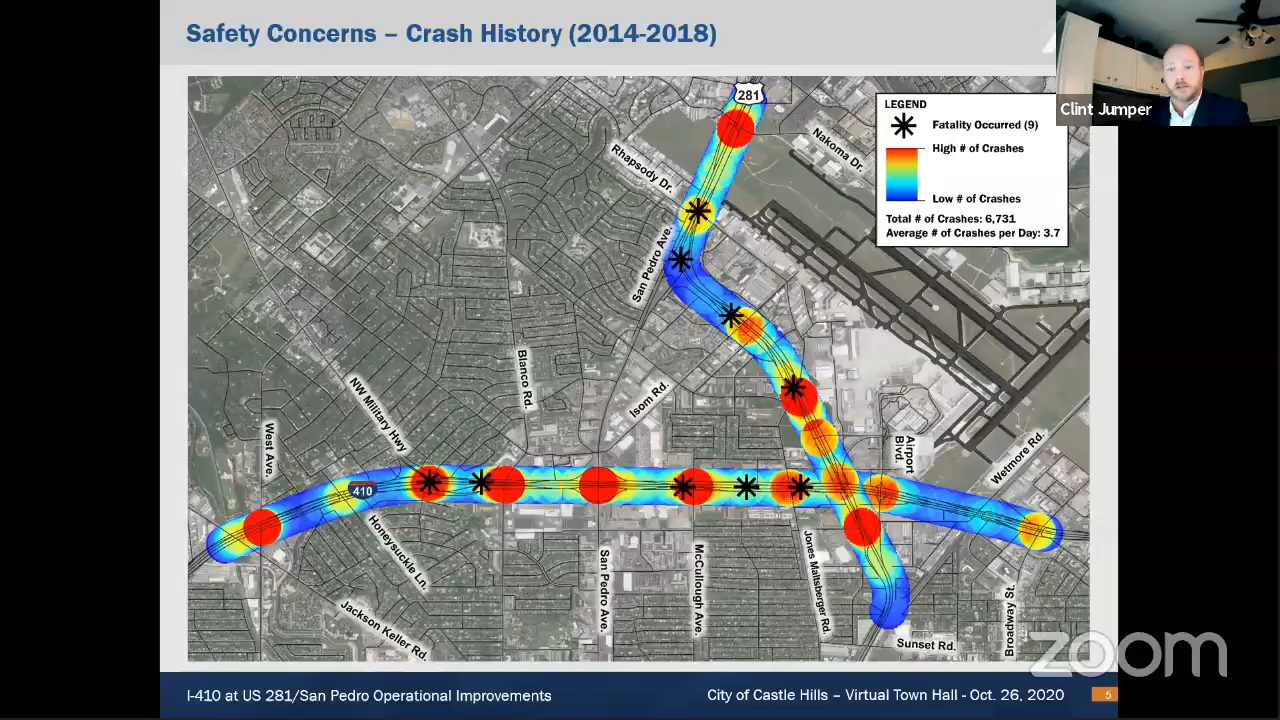 Safety Concerns – Crash History (2014-2018)
Clint Jumper
281
LEGEND
Fatality Occurred (9)
High # of Crashes
Low # of Crashes
Total # of Crashes: 6,731
Average # of Crashes per Day: 3.7
Nakoma Dr.
Rhapsody Dr.
San Pedro Ave.
Blanco Rd.
NW Military Hwy
Isom Rd.
West Ave.
Airport Blvd.
Wetmore Rd.
410
Honeysuckle Ln.
Jackson Keller Rd.
San Pedro Ave.
McCullough Ave.
Jones Maltsberger Rd.
Broadway St.
Sunset Rd.
zoom
I-410 at US 281/San Pedro Operational Improvements
City of Castle Hills – Virtual Town Hall - Oct. 26, 2020
5